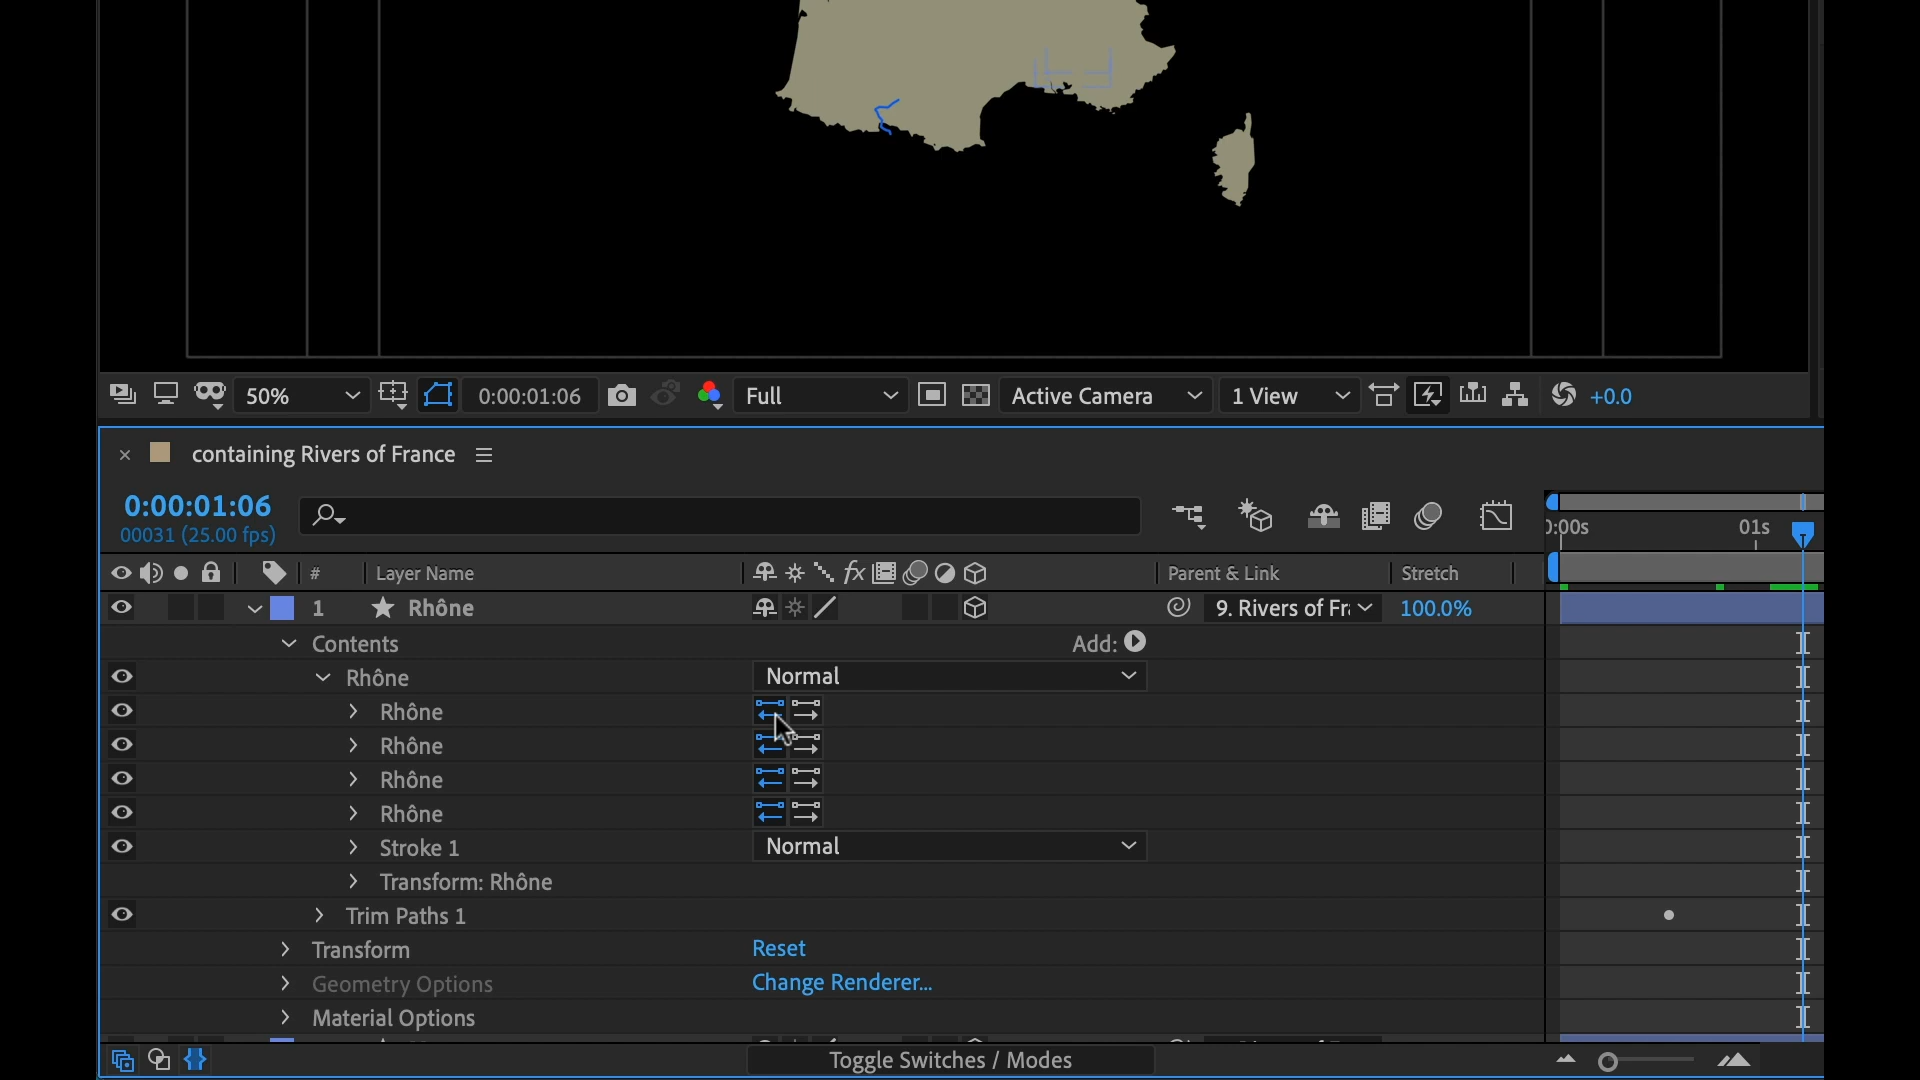 50%
0:00:01:06
Full
Active Camera
1 View
+0.0
containing Rivers of France
0:00:01:06
00031 (25.00 fps)
0:00s
01s
#
Layer Name
fx
Parent & Link
Stretch
1
Rhône
9. Rivers of Fr
100.0%
Contents
Add:
Rhône
Normal
Rhône
Rhône
Rhône
Rhône
Stroke 1
Normal
Transform: Rhône
Trim Paths 1
Transform
Reset
Geometry Options
Change Renderer...
Material Options
Toggle Switches / Modes